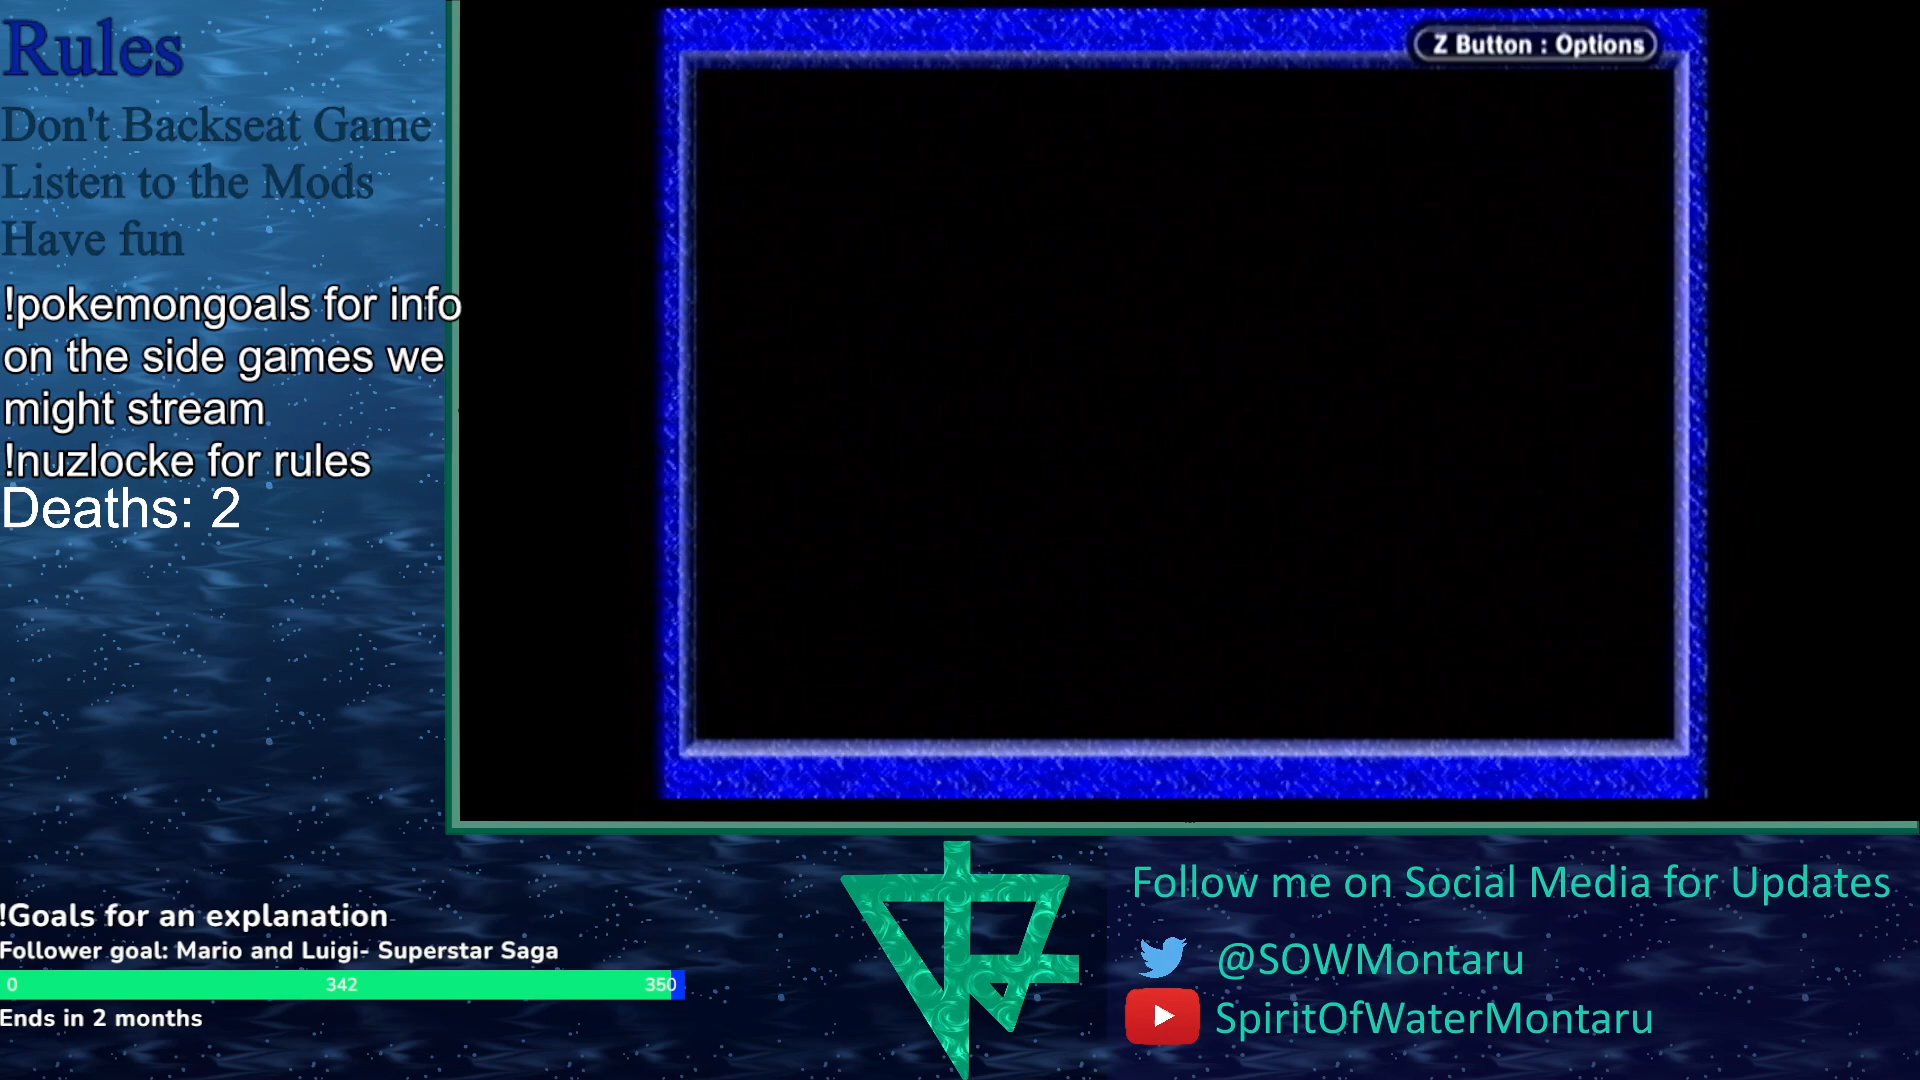 Rules
Don't Backseat Game
Listen to the Mods
Have fun
!pokemongoals for info
on the side games we
might stream
!nuzlocke for rules
Deaths: 2
Z Button : Options
!Goals for an explanation
Follower goal: Mario and Luigi- Superstar Saga
0 342 350
Ends in 2 months
Follow me on Social Media for Updates
@SOWMontaru
SpiritOfWaterMontaru